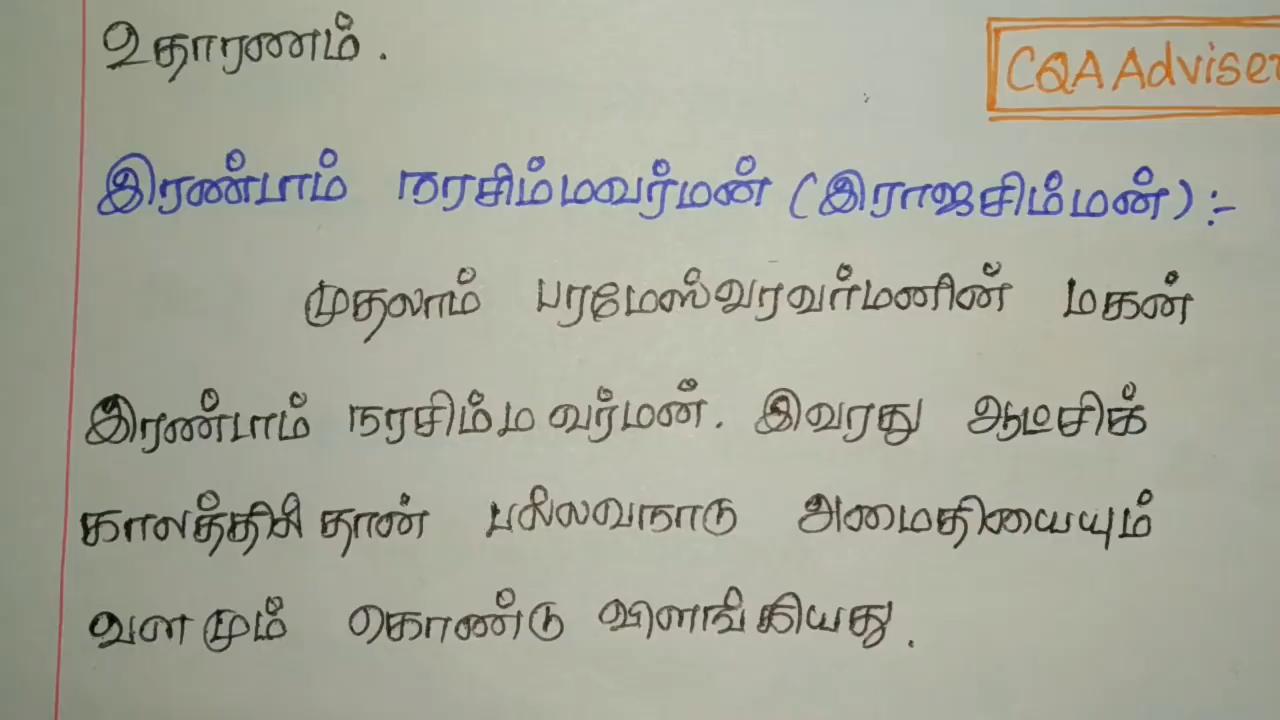 உதாரணம்.
CQA Adviser
இரண்பாம் நரசிம்மவர்மன் (இராஜசிம்மன்) :-
முதலாம் பரமேஸ்வரவர்மனின் மகன்
இரண்பாம் நரசிம்ம வர்மன். இவரது ஆட்சிக்
காலத்தில் தான் பல்லவநாடு அமைதியையும்
வளமும் கொண்டு விளங்கியது.